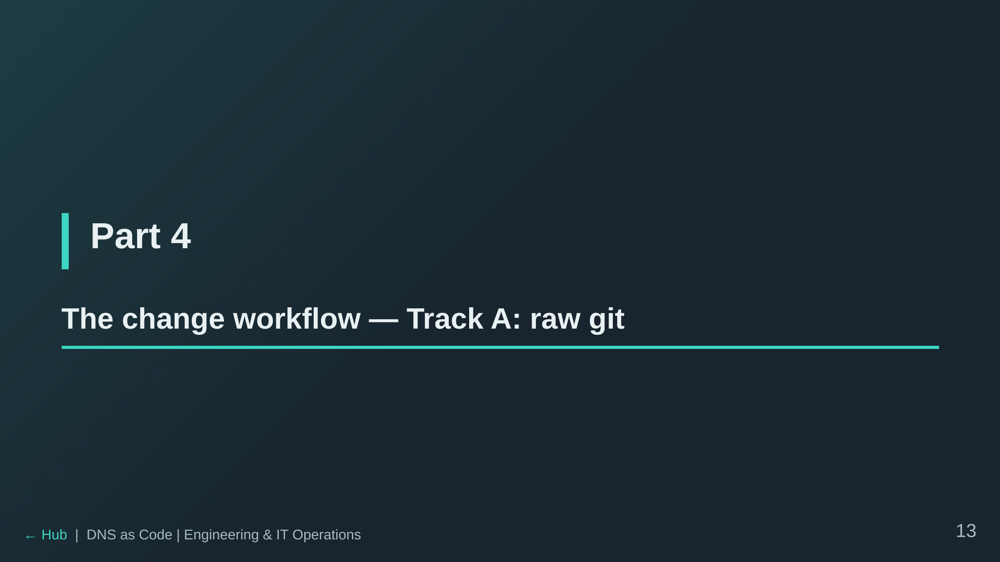 Part 4
The change workflow — Track A: raw git
← Hub | DNS as Code | Engineering & IT Operations
13